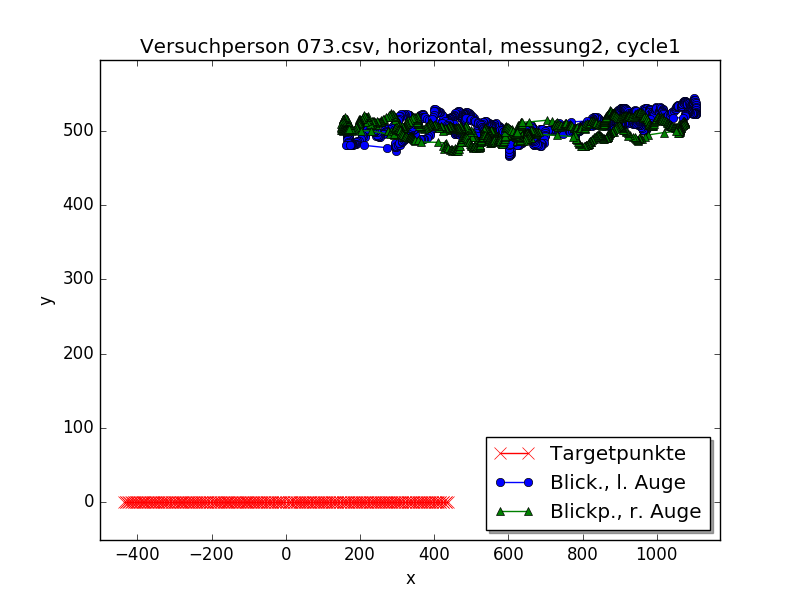 Versuchperson 073.csv, horizontal, messung2, cycle1
y
500
400
300
200
100
0
−400 −200 0 200 400 600 800 1000
x
Targetpunkte
Blick., l. Auge
Blickp., r. Auge